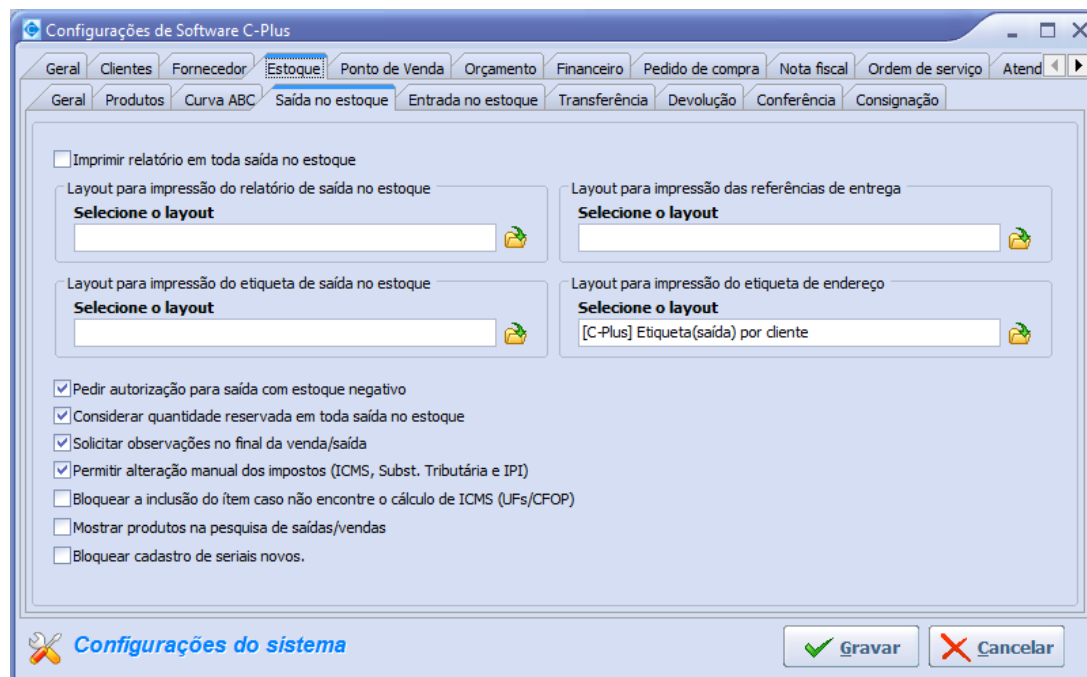 Configurações de Software C-Plus
Geral Clientes Fornecedor Estoque Ponto de Venda Orçamento Financeiro Pedido de compra Nota fiscal Ordem de serviço Atend
Geral Produtos Curva ABC Saída no estoque Entrada no estoque Transferência Devolução Conferência Consignação
Imprimir relatório em toda saída no estoque
Layout para impressão do relatório de saída no estoque
Selecione o layout
Layout para impressão das referências de entrega
Selecione o layout
Layout para impressão do etiqueta de saída no estoque
Selecione o layout
Layout para impressão do etiqueta de endereço
Selecione o layout
[C-Plus] Etiqueta(saída) por cliente
Pedir autorização para saída com estoque negativo
Considerar quantidade reservada em toda saída no estoque
Solicitar observações no final da venda/saída
Permitir alteração manual dos impostos (ICMS, Subst. Tributária e IPI)
Bloquear a inclusão do ítem caso não encontre o cálculo de ICMS (UFs/CFOP)
Mostrar produtos na pesquisa de saídas/vendas
Bloquear cadastro de seriais novos.
Configurações do sistema
Gravar
Cancelar